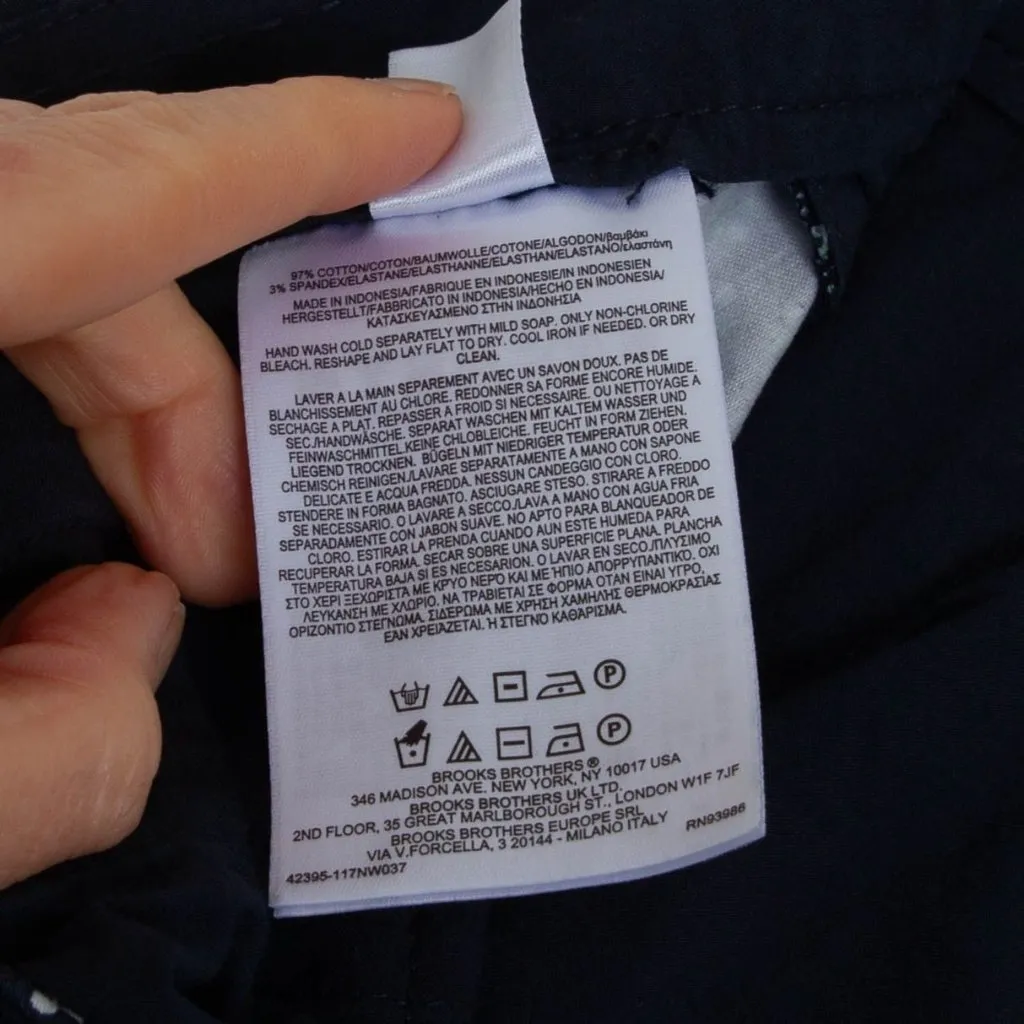 97% COTTON/COTON/BAUMWOLLE/COTONE/ALGODON/βαμβάκι
3% SPANDEX/ELASTANE/ELASTHANNE/ELASTHAN/ELASTANO/ελαστάνη
MADE IN INDONESIA/FABRIQUE EN INDONESIE/IN INDONESIEN
HERGESTELLT/FABBRICATO IN INDONESIA/HECHO EN INDONESIA/
ΚΑΤΑΣΚΕΥΑΣΜΕΝΟ ΣΤΗΝ ΙΝΔΟΝΗΣΙΑ
HAND WASH COLD SEPARATELY WITH MILD SOAP. ONLY NON-CHLORINE
BLEACH. RESHAPE AND LAY FLAT TO DRY. COOL IRON IF NEEDED. OR DRY
CLEAN.
LAVER A LA MAIN SEPAREMENT AVEC UN SAVON DOUX. PAS DE
BLANCHISSEMENT AU CHLORE. REDONNER SA FORME ENCORE HUMIDE.
SECHAGE A PLAT. REPASSER A FROID SI NECESSAIRE. OU NETTOYAGE A
SEC./HANDWÄSCHE. SEPARAT WASCHEN MIT KALTEM WASSER UND
FEINWASCHMITTEL.KEINE CHLOBLEICHE. FEUCHT IN FORM ZIEHEN.
LIEGEND TROCKNEN. BÜGELN MIT NIEDRIGER TEMPERATUR ODER
CHEMISCH REINIGEN./LAVARE SEPARATAMENTE A MANO CON SAPONE
DELICATE E ACQUA FREDDA. NESSUN CANDEGGIO CON CLORO.
STENDERE IN FORMA BAGNATO. ASCIUGARE STESO. STIRARE A FREDDO
SE NECESSARIO. O LAVARE A SECCO./LAVA A MANO CON AGUA FRIA
SEPARADAMENTE CON JABON SUAVE. NO APTO PARA BLANQUEADOR DE
CLORO. ESTIRAR LA PRENDA CUANDO AUN ESTE HUMEDA PARA
RECUPERAR LA FORMA. SECAR SOBRE UNA SUPERFICIE PLANA. PLANCHA
TEMPERATURA BAJA SI ES NECESARION. O LAVAR EN SECO./ΠΛΥΣΙΜΟ
ΣΤΟ ΧΕΡΙ ΞΕΧΩΡΙΣΤΑ ΜΕ ΚΡΥΟ ΝΕΡΟ ΚΑΙ ΜΕ ΉΠΙΟ ΑΠΟΡΡΥΠΑΝΤΙΚΟ. ΟΧΙ
ΛΕΥΚΑΝΣΗ ΜΕ ΧΛΩΡΙΟ. ΝΑ ΤΡΑΒΙΕΤΑΙ ΣΕ ΦΟΡΜΑ ΟΤΑΝ ΕΙΝΑΙ ΥΓΡΟ,
ΟΡΙΖΟΝΤΙΟ ΣΤΕΓΝΩΜΑ. ΣΙΔΕΡΩΜΑ ΜΕ ΧΡΗΣΗ ΧΑΜΗΛΗΣ ΘΕΡΜΟΚΡΑΣΙΑΣ
ΕΑΝ ΧΡΕΙΑΖΕΤΑΙ. Ή ΣΤΕΓΝΟ ΚΑΘΑΡΙΣΜΑ.
P
P
BROOKS BROTHERS ®
346 MADISON AVE. NEW YORK, NY 10017 USA
BROOKS BROTHERS UK LTD.
2ND FLOOR, 35 GREAT MARLBOROUGH ST., LONDON W1F 7JF
BROOKS BROTHERS EUROPE SRL
VIA V.FORCELLA, 3 20144 - MILANO ITALY
RN93986
42395-117NW037